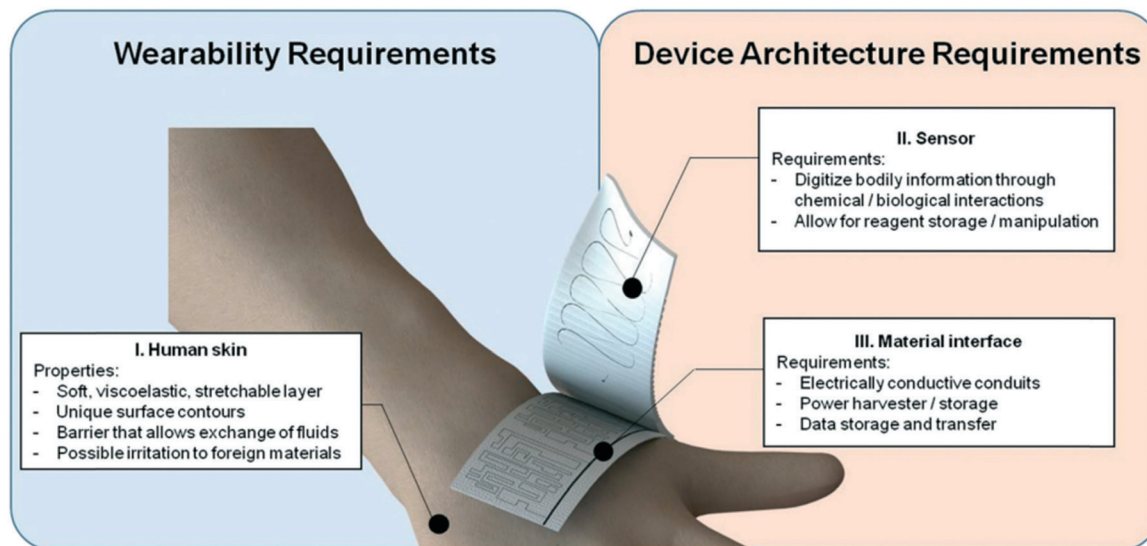 Wearability Requirements
Device Architecture Requirements
II. Sensor
Requirements:
- Digitize bodily information through
chemical / biological interactions
- Allow for reagent storage / manipulation
I. Human skin
Properties:
- Soft, viscoelastic, stretchable layer
- Unique surface contours
- Barrier that allows exchange of fluids
- Possible irritation to foreign materials
III. Material interface
Requirements:
- Electrically conductive conduits
- Power harvester / storage
- Data storage and transfer